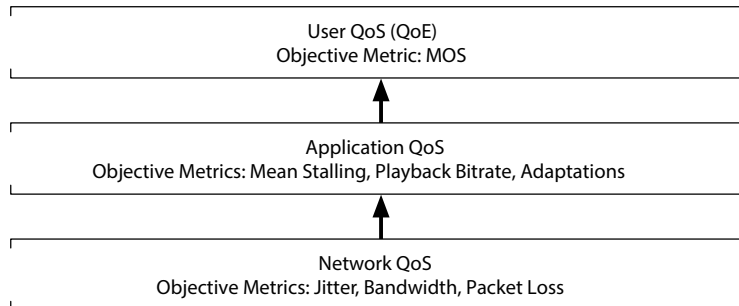 User QoS (QoE)
Objective Metric: MOS
Application QoS
Objective Metrics: Mean Stalling, Playback Bitrate, Adaptations
Network QoS
Objective Metrics: Jitter, Bandwidth, Packet Loss